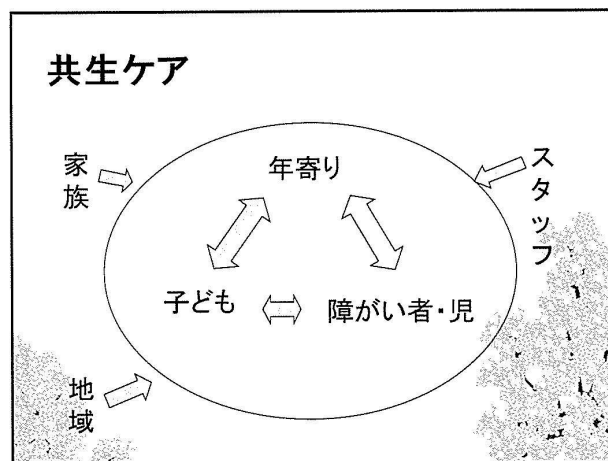 共生ケア
家族
年寄り
スタッフ
子ども
障がい者・児
地域